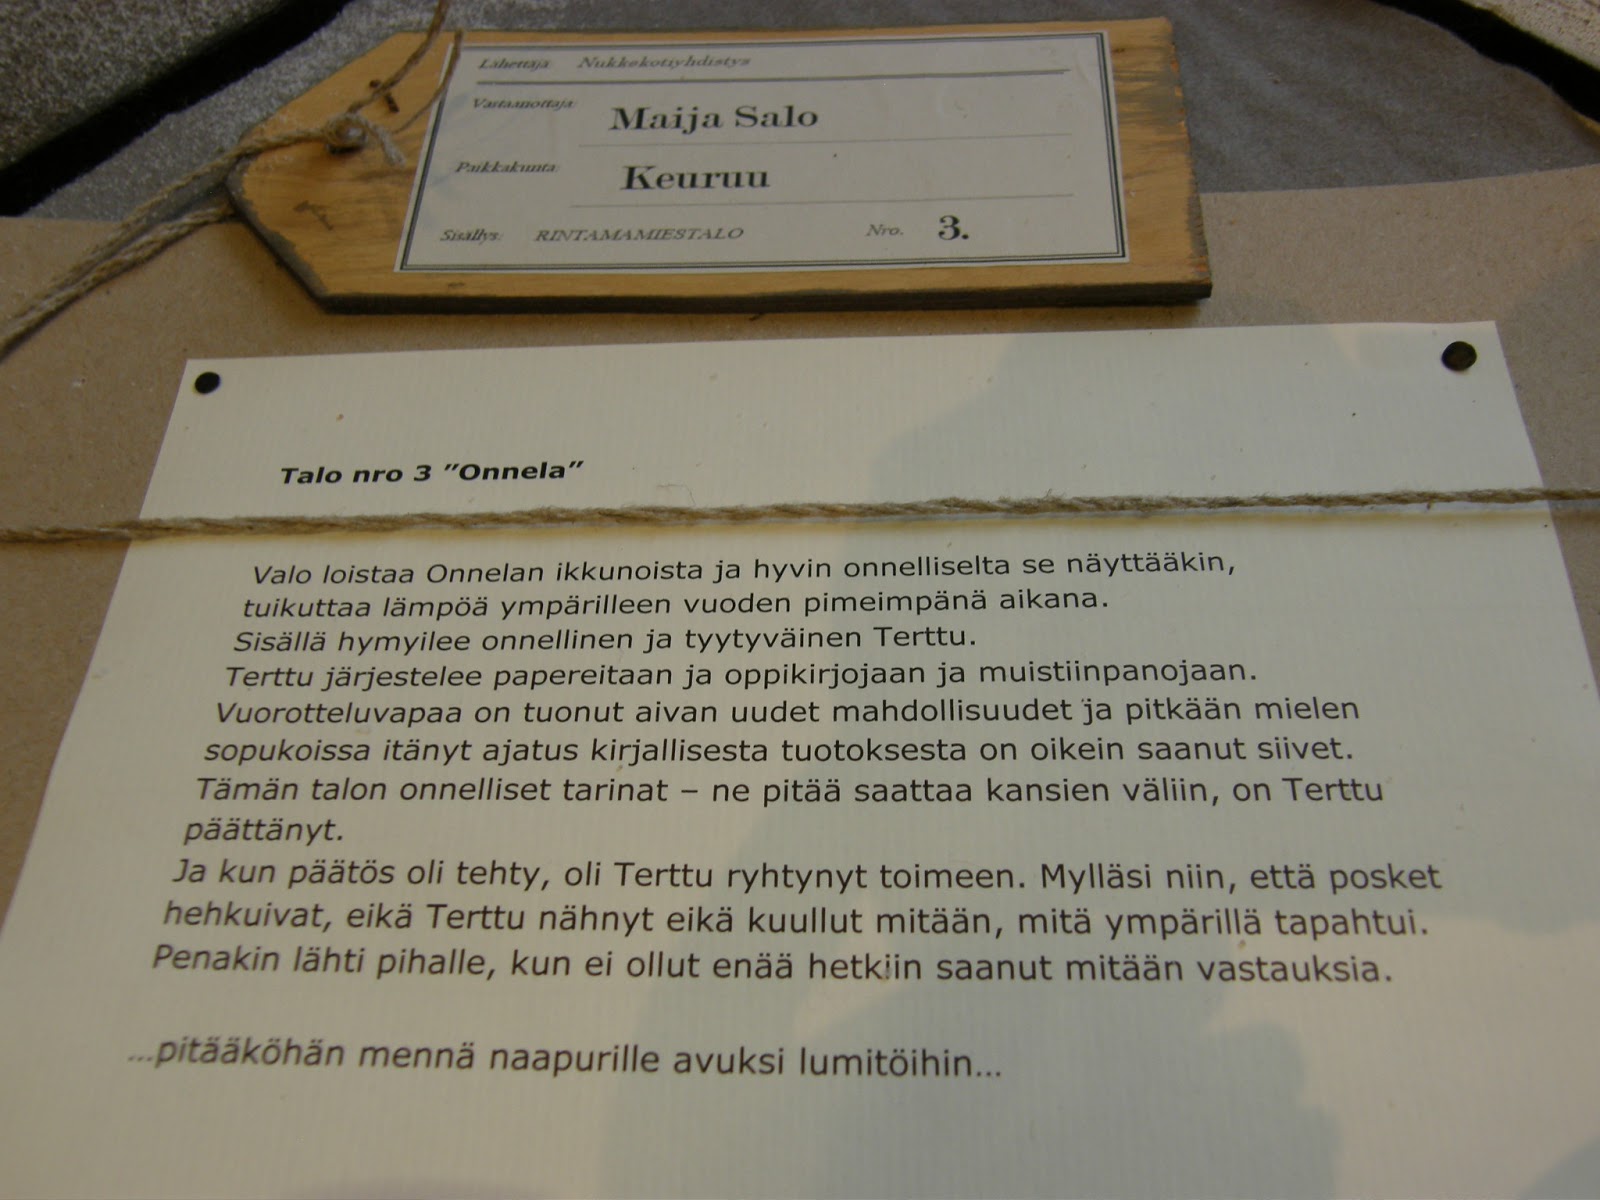 Lähettäjä: Nukkekotiyhdistys
Vastaanottaja: Maija Salo
Paikkakunta: Keuruu
Sisällys: RINTAMAMIESTALO Nro. 3.
Talo nro 3 ”Onnela”
Valo loistaa Onnelan ikkunoista ja hyvin onnelliselta se näyttääkin,
tuikuttaa lämpöä ympärilleen vuoden pimeimpänä aikana.
Sisällä hymyilee onnellinen ja tyytyväinen Terttu.
Terttu järjestelee papereitaan ja oppikirjojaan ja muistiinpanojaan.
Vuorotteluvapaa on tuonut aivan uudet mahdollisuudet ja pitkään mielen
sopukoissa itänyt ajatus kirjallisesta tuotoksesta on oikein saanut siivet.
Tämän talon onnelliset tarinat – ne pitää saattaa kansien väliin, on Terttu
päättänyt.
Ja kun päätös oli tehty, oli Terttu ryhtynyt toimeen. Mylläsi niin, että posket
hehkuivat, eikä Terttu nähnyt eikä kuullut mitään, mitä ympärillä tapahtui.
Penakin lähti pihalle, kun ei ollut enää hetkiin saanut mitään vastauksia.
...pitääköhän mennä naapurille avuksi lumitöihin...